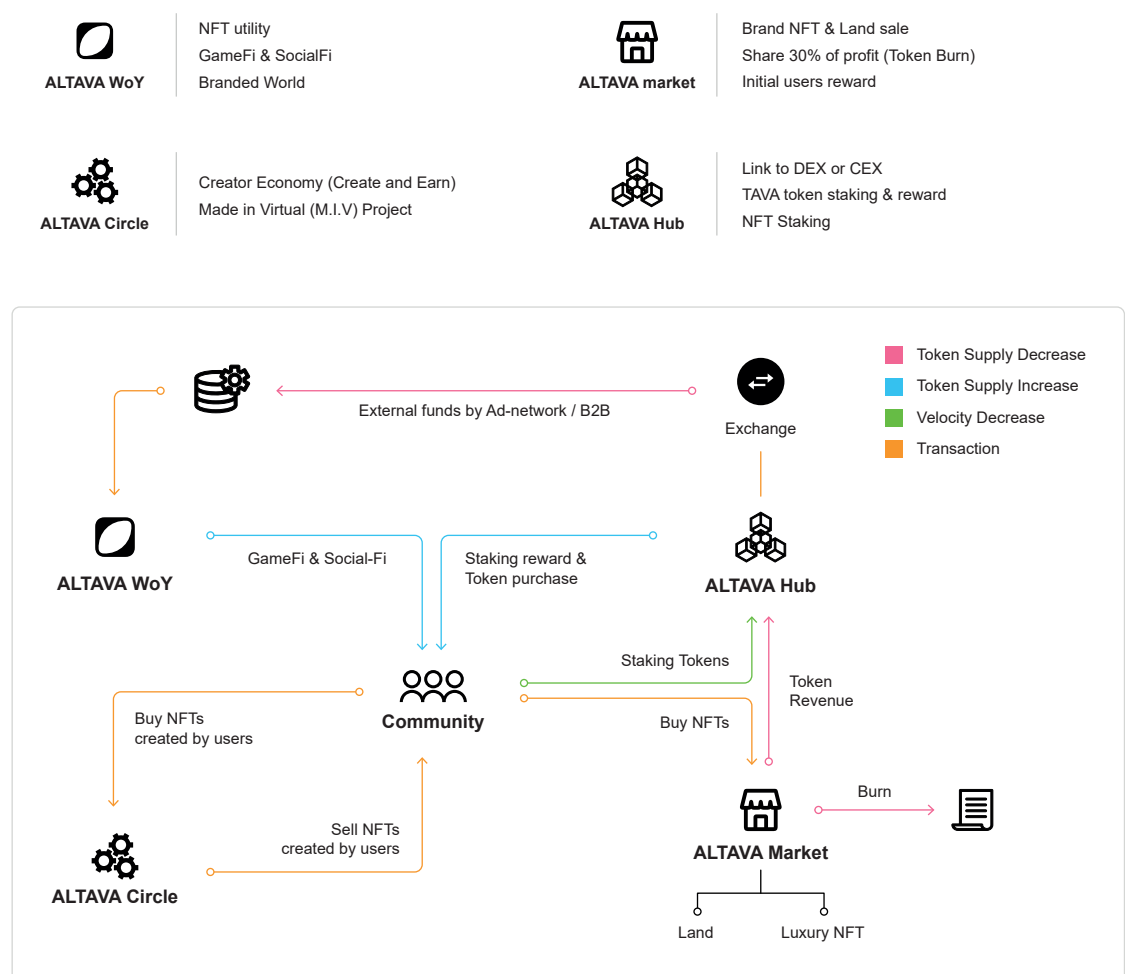 ALTAVA WoY
NFT utility
GameFi & SocialFi
Branded World
ALTAVA market
Brand NFT & Land sale
Share 30% of profit (Token Burn)
Initial users reward
ALTAVA Circle
Creator Economy (Create and Earn)
Made in Virtual (M.I.V) Project
ALTAVA Hub
Link to DEX or CEX
TAVA token staking & reward
NFT Staking
External funds by Ad-network / B2B
Exchange
Token Supply Decrease
Token Supply Increase
Velocity Decrease
Transaction
ALTAVA WoY
GameFi & Social-Fi
Staking reward &
Token purchase
ALTAVA Hub
Staking Tokens
Token
Revenue
Community
Buy NFTs
Buy NFTs
created by users
Sell NFTs
created by users
ALTAVA Circle
Burn
ALTAVA Market
Land
Luxury NFT